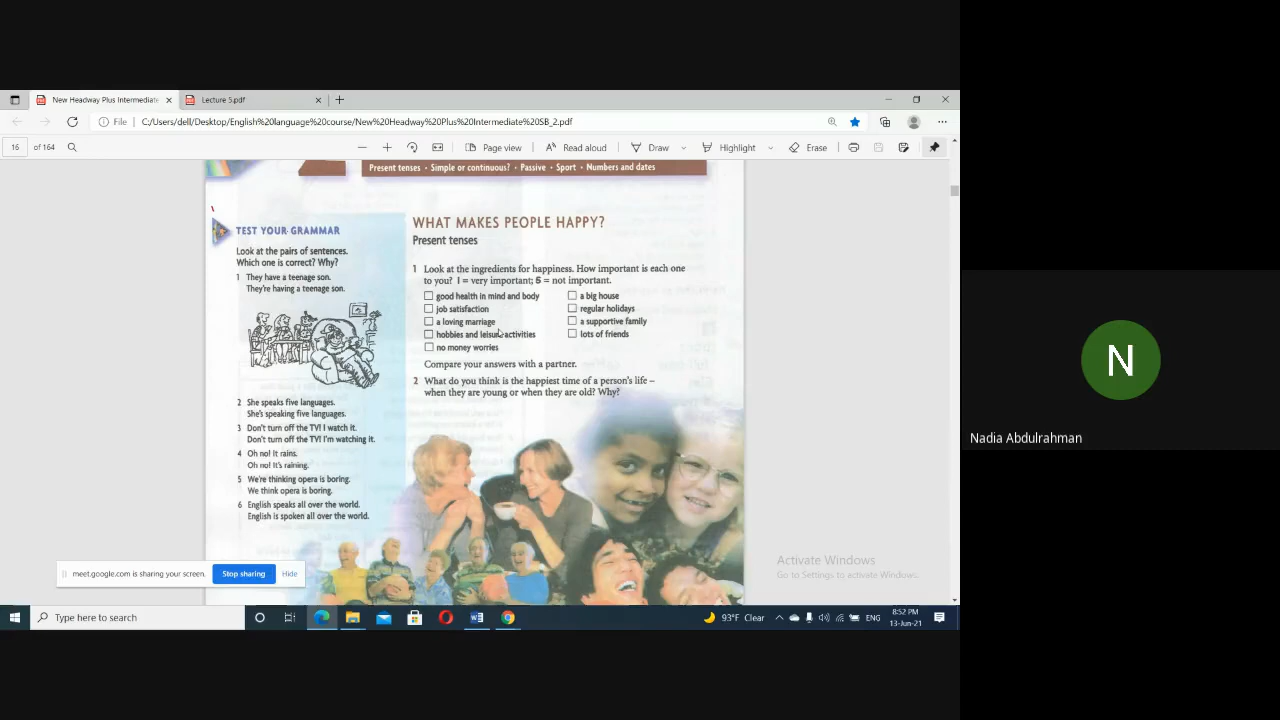 New Headway Plus Intermediate
Lecture 5.pdf
File
C:/Users/dell/Desktop/English%20language%20course/New%20Headway%20Plus%20Intermediate%20SB_2.pdf
16 of 164
Page view
Read aloud
Draw
Highlight
Erase
Present tenses · Simple or continuous? · Passive · Sport · Numbers and dates
TEST YOUR GRAMMAR
Look at the pairs of sentences.
Which one is correct? Why?
1 They have a teenage son.
They're having a teenage son.
2 She speaks five languages.
She's speaking five languages.
3 Don't turn off the TV! I watch it.
Don't turn off the TV! I'm watching it.
4 Oh no! It rains.
Oh no! It's raining.
5 We're thinking opera is boring.
We think opera is boring.
6 English speaks all over the world.
English is spoken all over the world.
WHAT MAKES PEOPLE HAPPY?
Present tenses
1 Look at the ingredients for happiness. How important is each one
to you? 1 = very important; 5 = not important.
good health in mind and body
job satisfaction
a loving marriage
hobbies and leisure activities
no money worries
a big house
regular holidays
a supportive family
lots of friends
Compare your answers with a partner.
2 What do you think is the happiest time of a person's life –
when they are young or when they are old? Why?
meet.google.com is sharing your screen.
Stop sharing
Hide
Activate Windows
Go to Settings to activate Windows.
Type here to search
93°F Clear
ENG
8:52 PM
13-Jun-21
N
Nadia Abdulrahman